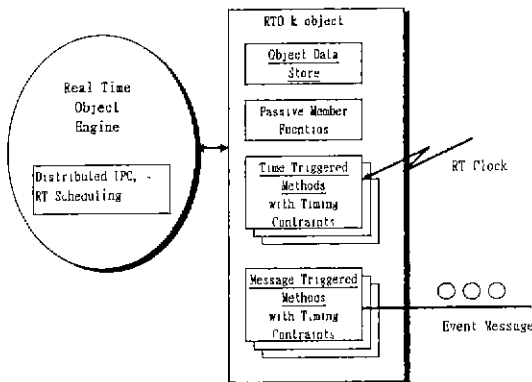 Real Time
Object
Engine
Distributed IPC, -
RT Scheduling
RTO k object
Object Data
Store
Passive Member
Fucntios
Time Triggered
Methods
with Timing
Contraints
Message Triggered
Methods
with Timing
Contraints
RT Clock
Event Message